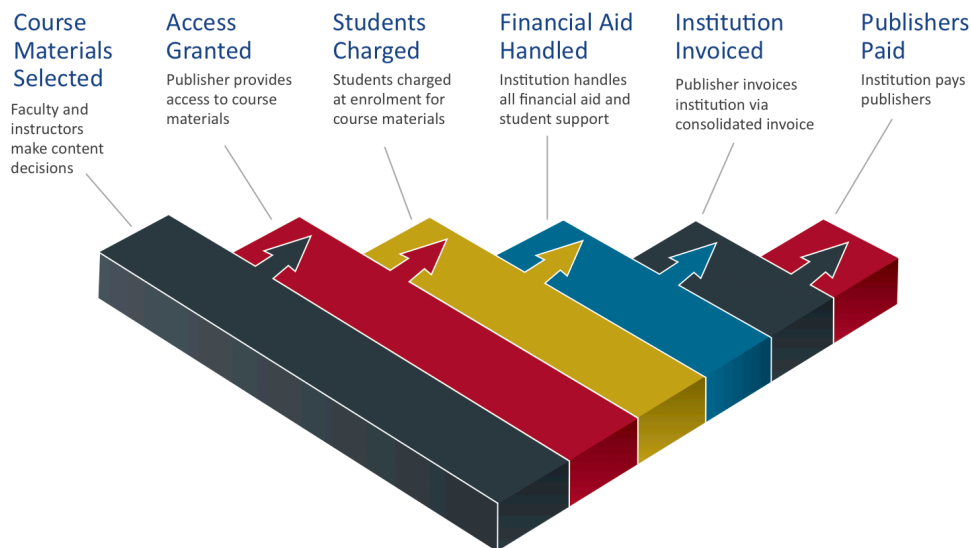 Course
Materials
Selected
Faculty and
instructors
make content
decisions
Access
Granted
Publisher provides
access to course
materials
Students
Charged
Students charged
at enrolment for
course materials
Financial Aid
Handled
Institution handles
all financial aid and
student support
Institution
Invoiced
Publisher invoices
institution via
consolidated invoice
Publishers
Paid
Institution pays
publishers